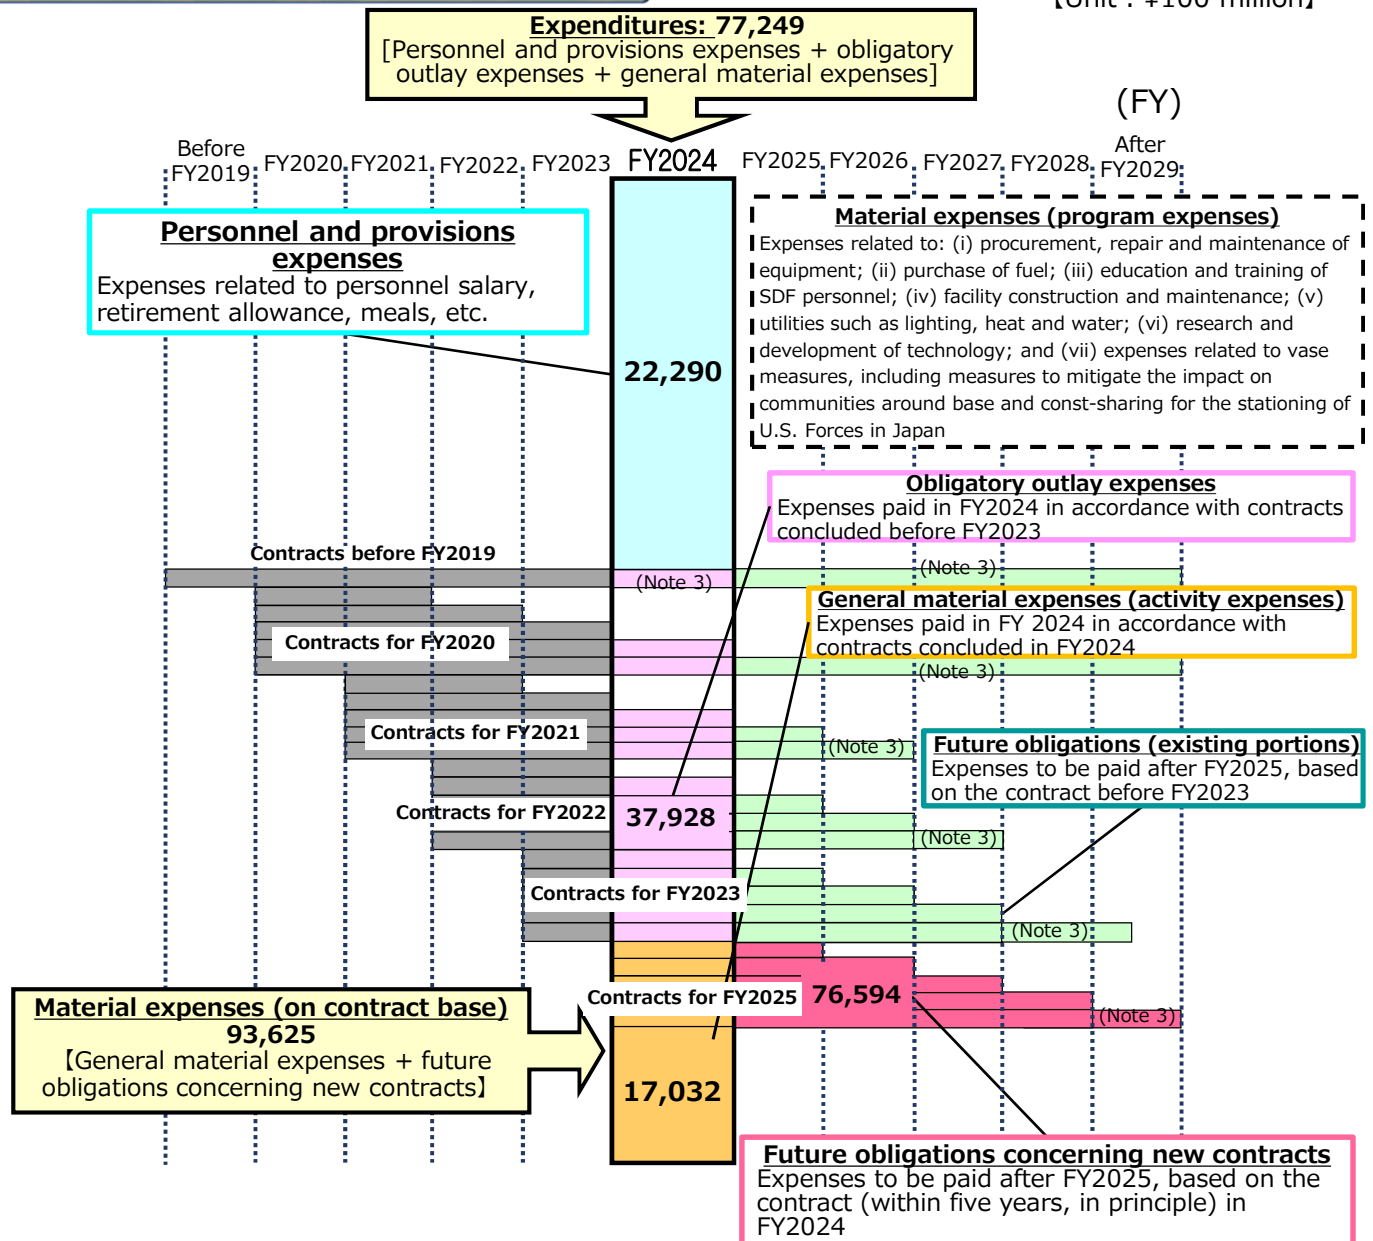 【Unit : ¥100 million】
Expenditures: 77,249
[Personnel and provisions expenses + obligatory
outlay expenses + general material expenses]
(FY)
Before
FY2019
FY2020
FY2021
FY2022
FY2023
FY2024
FY2025
FY2026
FY2027
FY2028
After
FY2029
Personnel and provisions
expenses
Expenses related to personnel salary,
retirement allowance, meals, etc.
22,290
Material expenses (program expenses)
Expenses related to: (i) procurement, repair and maintenance of
equipment; (ii) purchase of fuel; (iii) education and training of
SDF personnel; (iv) facility construction and maintenance; (v)
utilities such as lighting, heat and water; (vi) research and
development of technology; and (vii) expenses related to vase
measures, including measures to mitigate the impact on
communities around base and const-sharing for the stationing of
U.S. Forces in Japan
Obligatory outlay expenses
Expenses paid in FY2024 in accordance with contracts
concluded before FY2023
Contracts before FY2019
(Note 3)
(Note 3)
General material expenses (activity expenses)
Expenses paid in FY 2024 in accordance with
contracts concluded in FY2024
Contracts for FY2020
(Note 3)
Contracts for FY2021
(Note 3)
Future obligations (existing portions)
Expenses to be paid after FY2025, based
on the contract before FY2023
Contracts for FY2022
37,928
(Note 3)
Contracts for FY2023
(Note 3)
Contracts for FY2025
76,594
(Note 3)
Material expenses (on contract base)
93,625
【General material expenses + future
obligations concerning new contracts】
17,032
Future obligations concerning new contracts
Expenses to be paid after FY2025, based on the
contract (within five years, in principle) in
FY2024